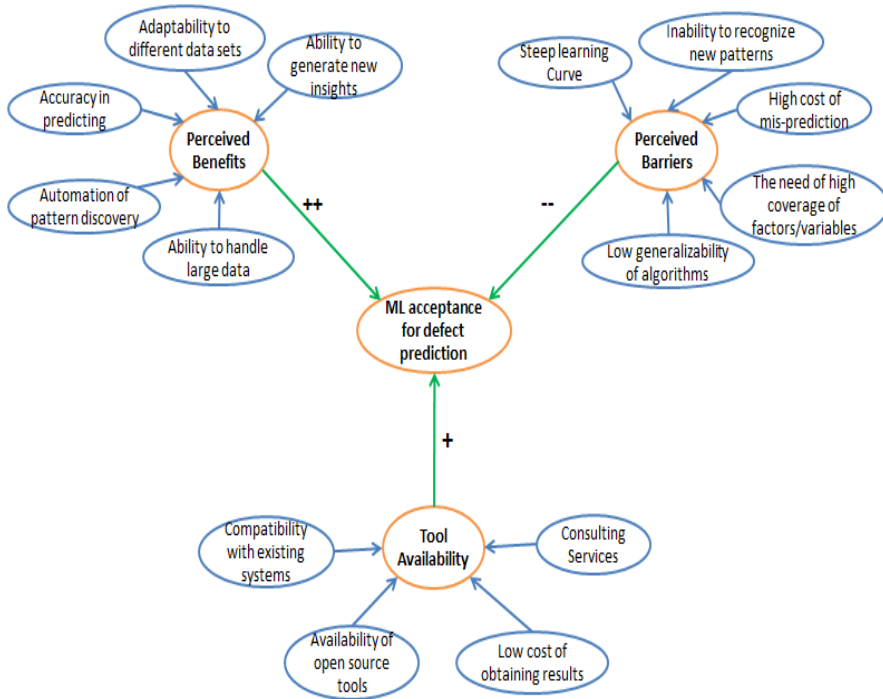 Adaptability to
different data sets
Ability to
generate new
insights
Accuracy in
predicting
Perceived
Benefits
Automation of
pattern discovery
Ability to handle
large data
++
Steep learning
Curve
Inability to recognize
new patterns
High cost of
mis-prediction
Perceived
Barriers
The need of high
coverage of
factors/variables
Low generalizability
of algorithms
--
ML acceptance
for defect
prediction
+
Compatibility
with existing
systems
Tool
Availability
Consulting
Services
Availability of
open source
tools
Low cost of
obtaining results